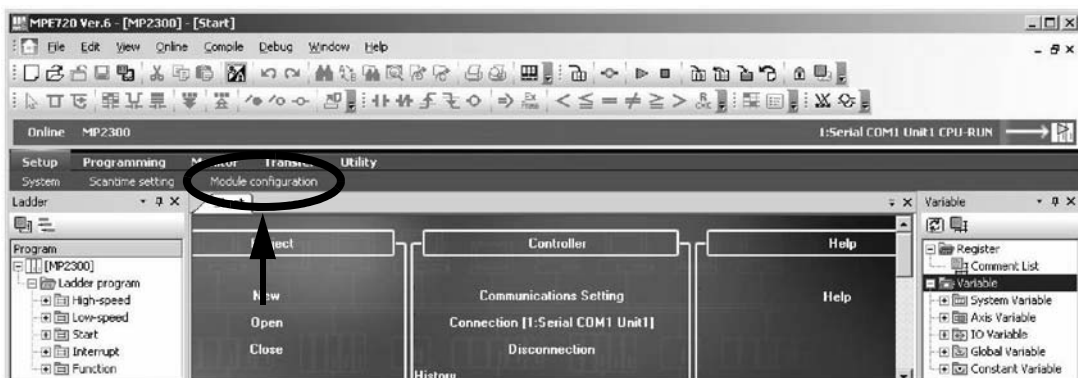 MPE720 Ver.6 - [MP2300] - [Start]
File Edit View Online Compile Debug Window Help
Online MP2300 1:Serial COM1 Unit1 CPU-RUN
Setup Programming Monitor Transfer Utility
System Scantime setting Module configuration
Ladder
Variable
Project Controller Help
Program
[MP2300]
Ladder program
High-speed
Low-speed
Start
Interrupt
Function
New Communications Setting Help
Open Connection [1:Serial COM1 Unit1]
Close Disconnection
History
Register
Comment List
Variable
System Variable
Axis Variable
IO Variable
Global Variable
Constant Variable